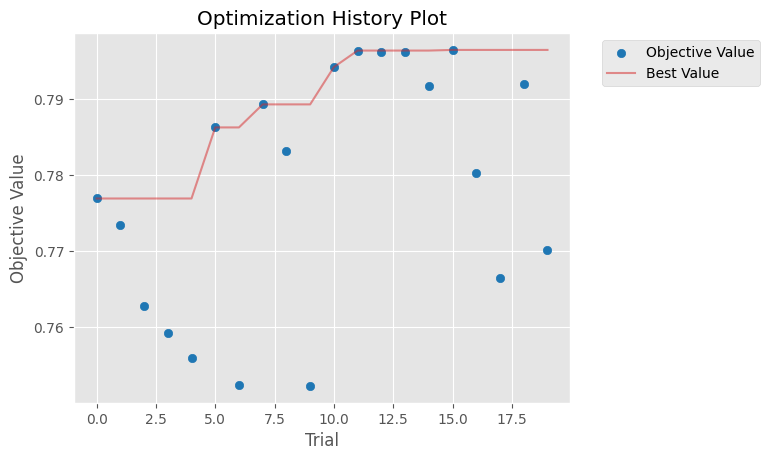 Optimization History Plot
Objective Value
Best Value
0.79
0.78
0.77
0.76
Objective Value
0.0
2.5
5.0
7.5
10.0
12.5
15.0
17.5
Trial